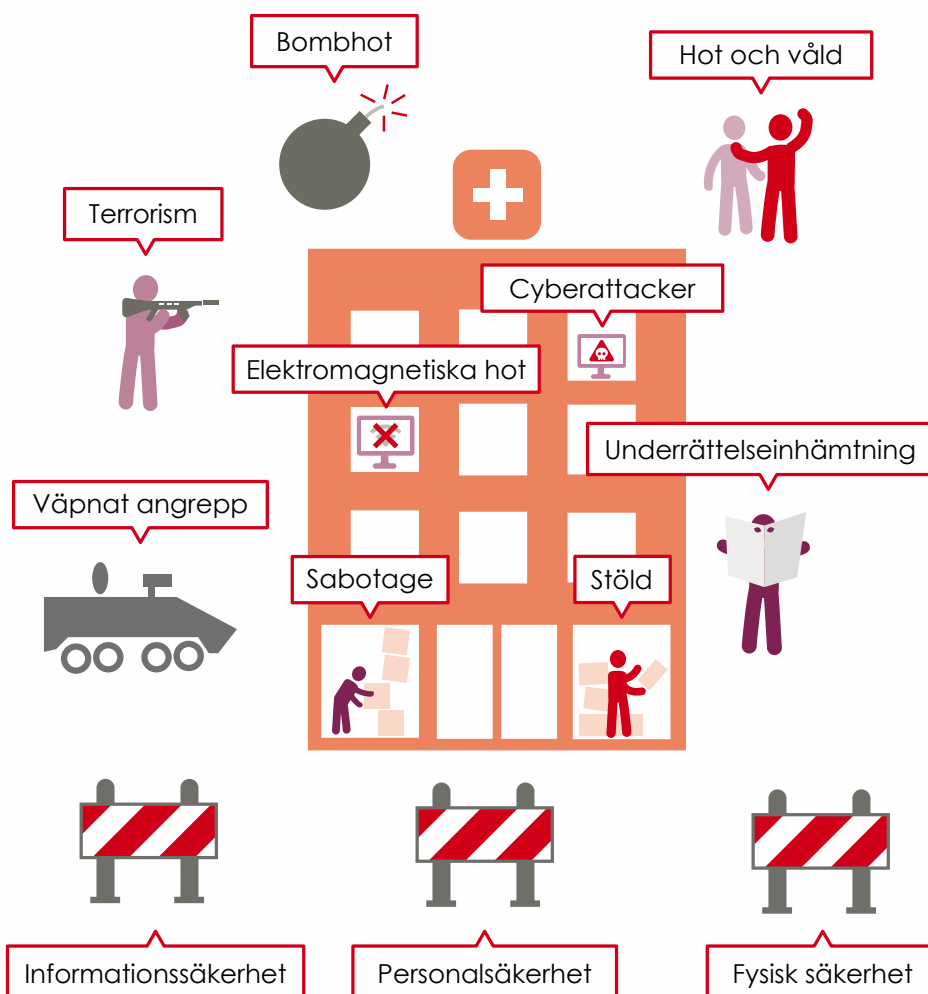 Bombhot
Hot och våld
Terrorism
Cyberattacker
Elektromagnetiska hot
Underrättelseinhämtning
Väpnat angrepp
Sabotage
Stöld
Informationssäkerhet
Personalsäkerhet
Fysisk säkerhet